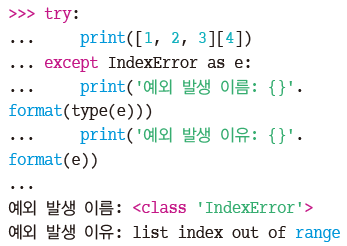 >>> try:
...     print([1, 2, 3][4])
... except IndexError as e:
...     print('예외 발생 이름: {}'.
format(type(e)))
...     print('예외 발생 이유: {}'.
format(e))
...
예외 발생 이름: <class 'IndexError'>
예외 발생 이유: list index out of range